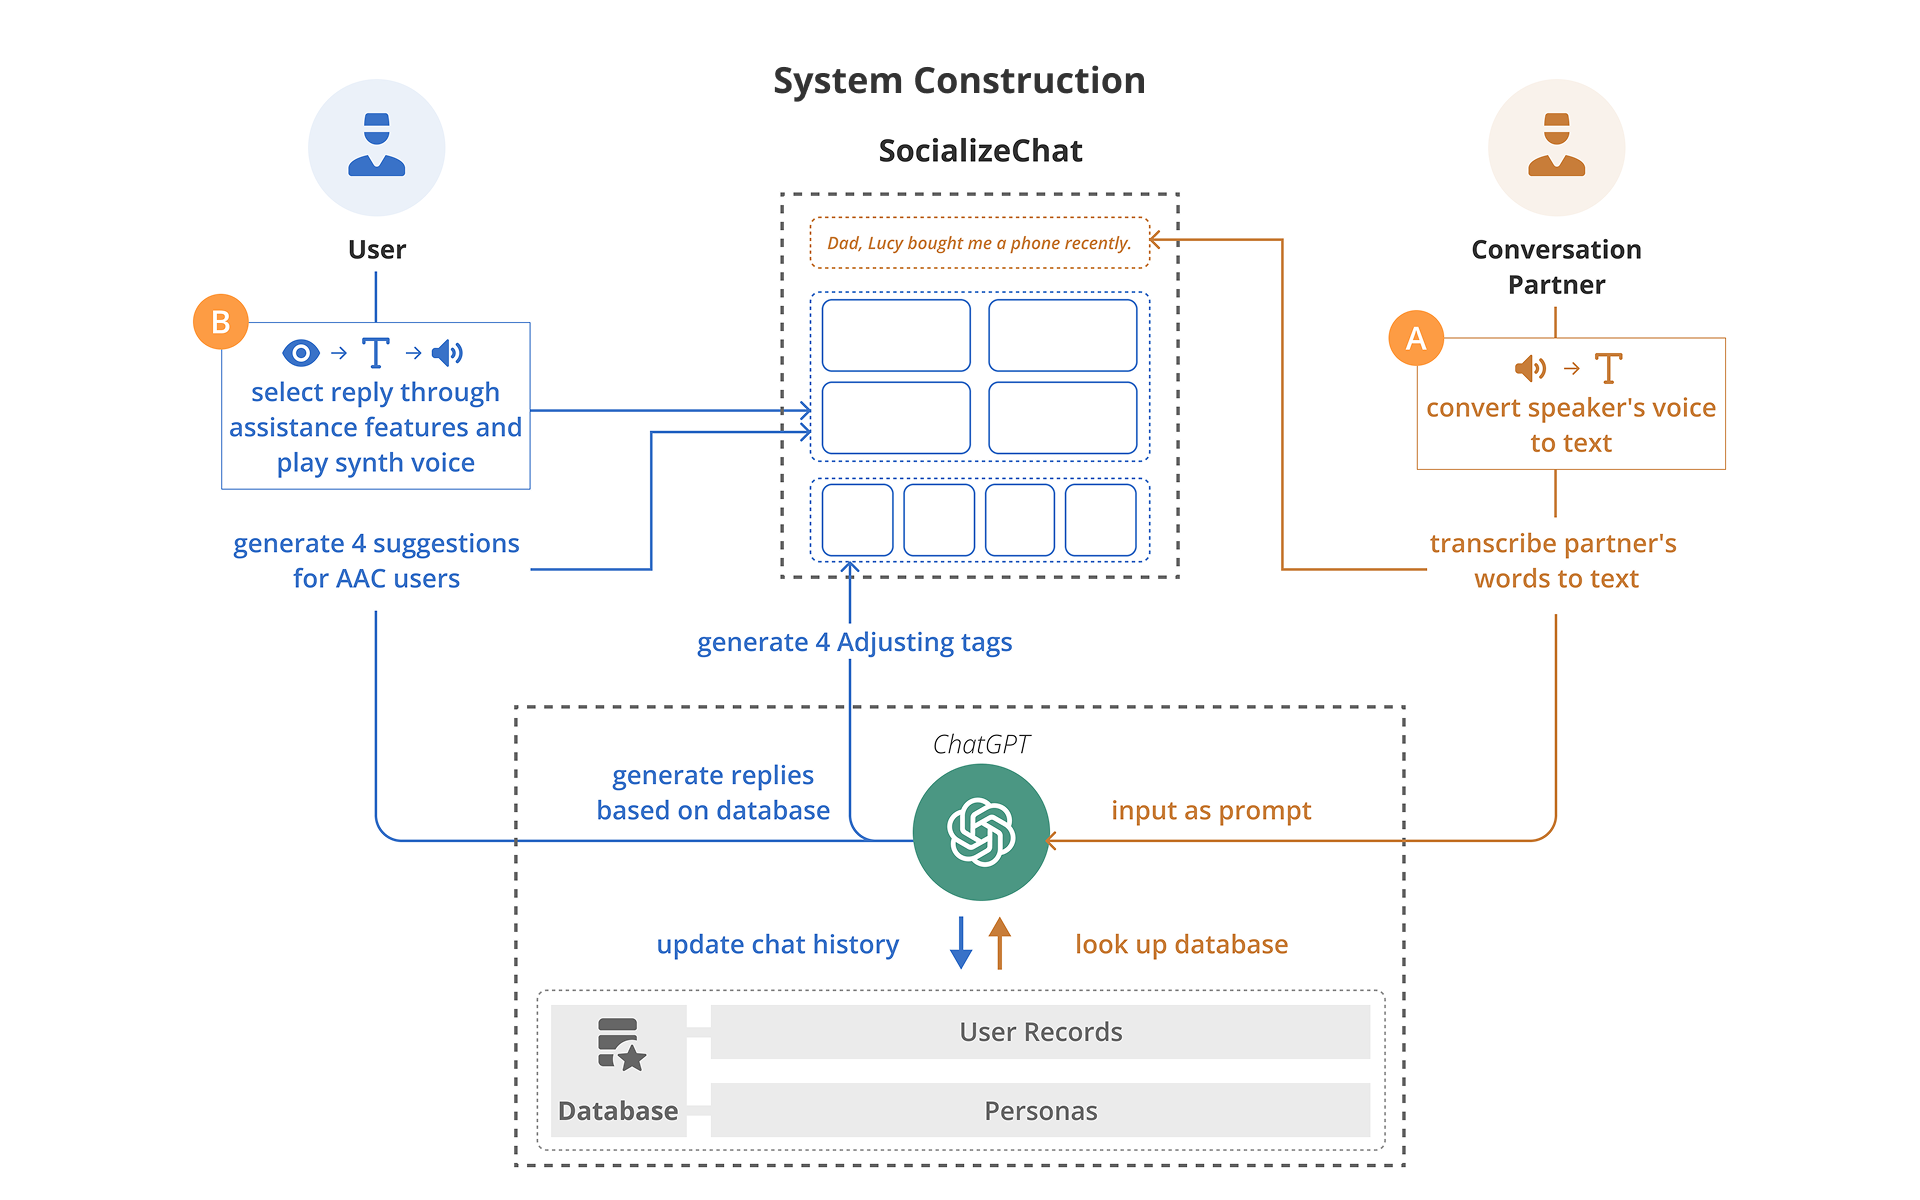 System Construction
SocializeChat
User
Conversation
Partner
Dad, Lucy bought me a phone recently.
B
T
select reply through
assistance features and
play synth voice
A
T
convert speaker's voice
to text
generate 4 suggestions
for AAC users
transcribe partner's
words to text
generate 4 Adjusting tags
ChatGPT
generate replies
based on database
input as prompt
update chat history
look up database
Database
User Records
Personas